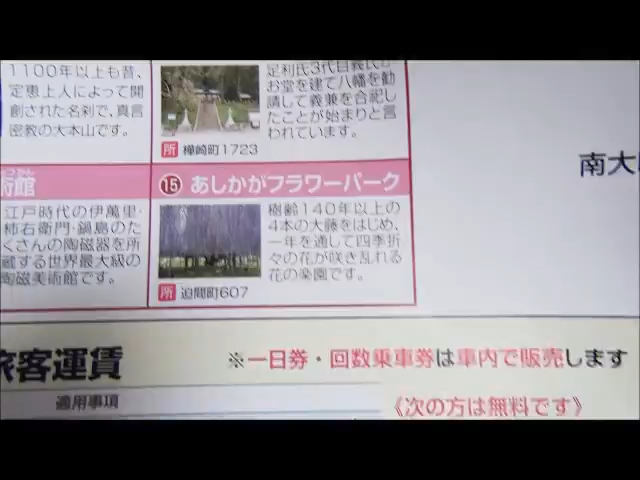 1100年以上も昔、
定恵上人によって開
創された名刹で、真言
密教の大本山です。
足利氏3代目義氏が
お堂を建て八幡を勧
請して義兼を合祀し
たことが始まりと言
われています。
所 樺崎町1723
術館
江戸時代の伊萬里・
柿右衛門・鍋島のた
くさんの陶磁器を所
蔵する世界最大級の
陶磁美術館です。
⑮ あしかがフラワーパーク
樹齢140年以上の
4本の大藤をはじめ、
一年を通して四季折
々の花が咲き乱れる
花の楽園です。
所 迫間町607
南大
旅客運賃
※一日券・回数乗車券は車内で販売します
適用事項
《次の方は無料です》